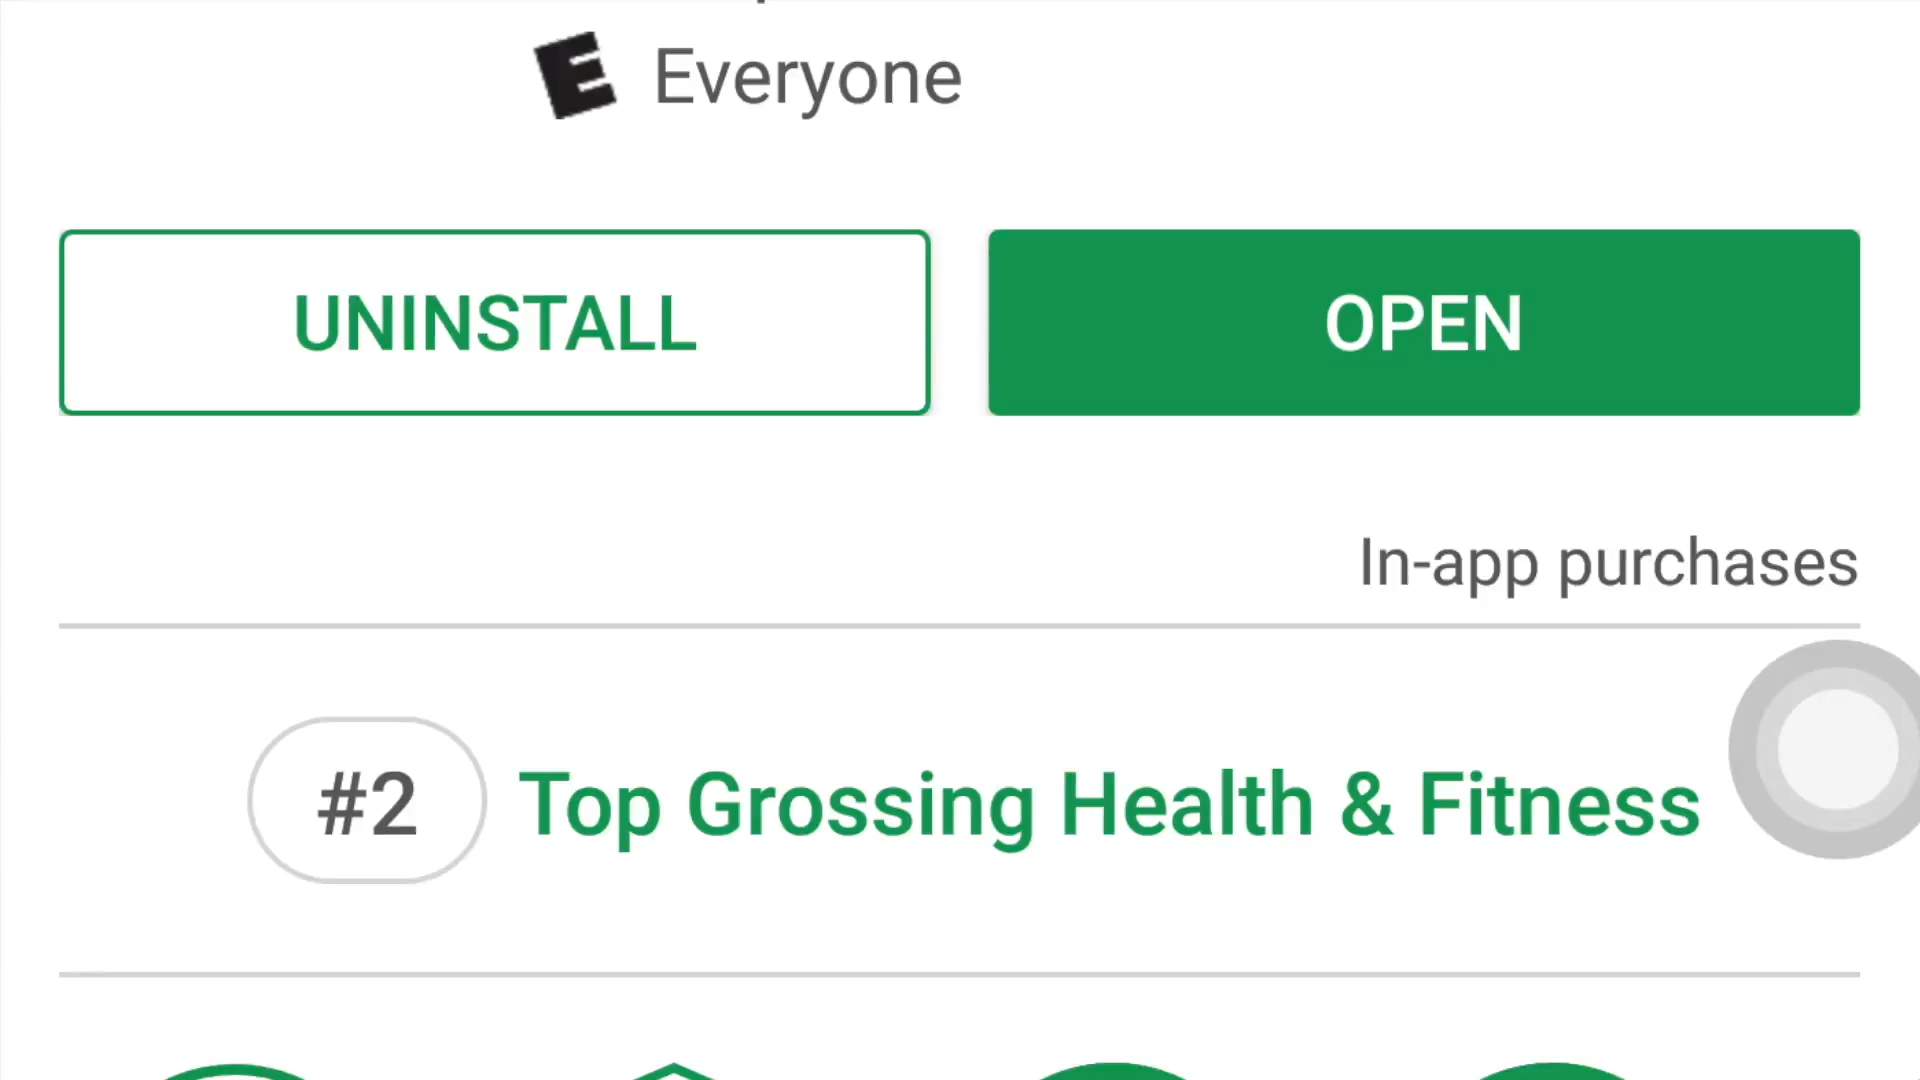 E Everyone
UNINSTALL
OPEN
In-app purchases
#2 Top Grossing Health & Fitness